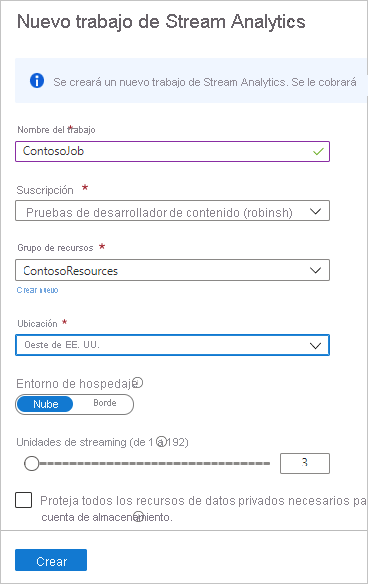 Nuevo trabajo de Stream Analytics
Se creará un nuevo trabajo de Stream Analytics. Se le cobrará
Nombre del trabajo *
ContosoJob
Suscripción *
Pruebas de desarrollador de contenido (robinsh)
Grupo de recursos *
ContosoResources
Crear nuevo
Ubicación *
Oeste de EE. UU.
Entorno de hospedaje
Nube Borde
Unidades de streaming (de 1 a 192)
3
Proteja todos los recursos de datos privados necesarios pa
cuenta de almacenamiento.
Crear